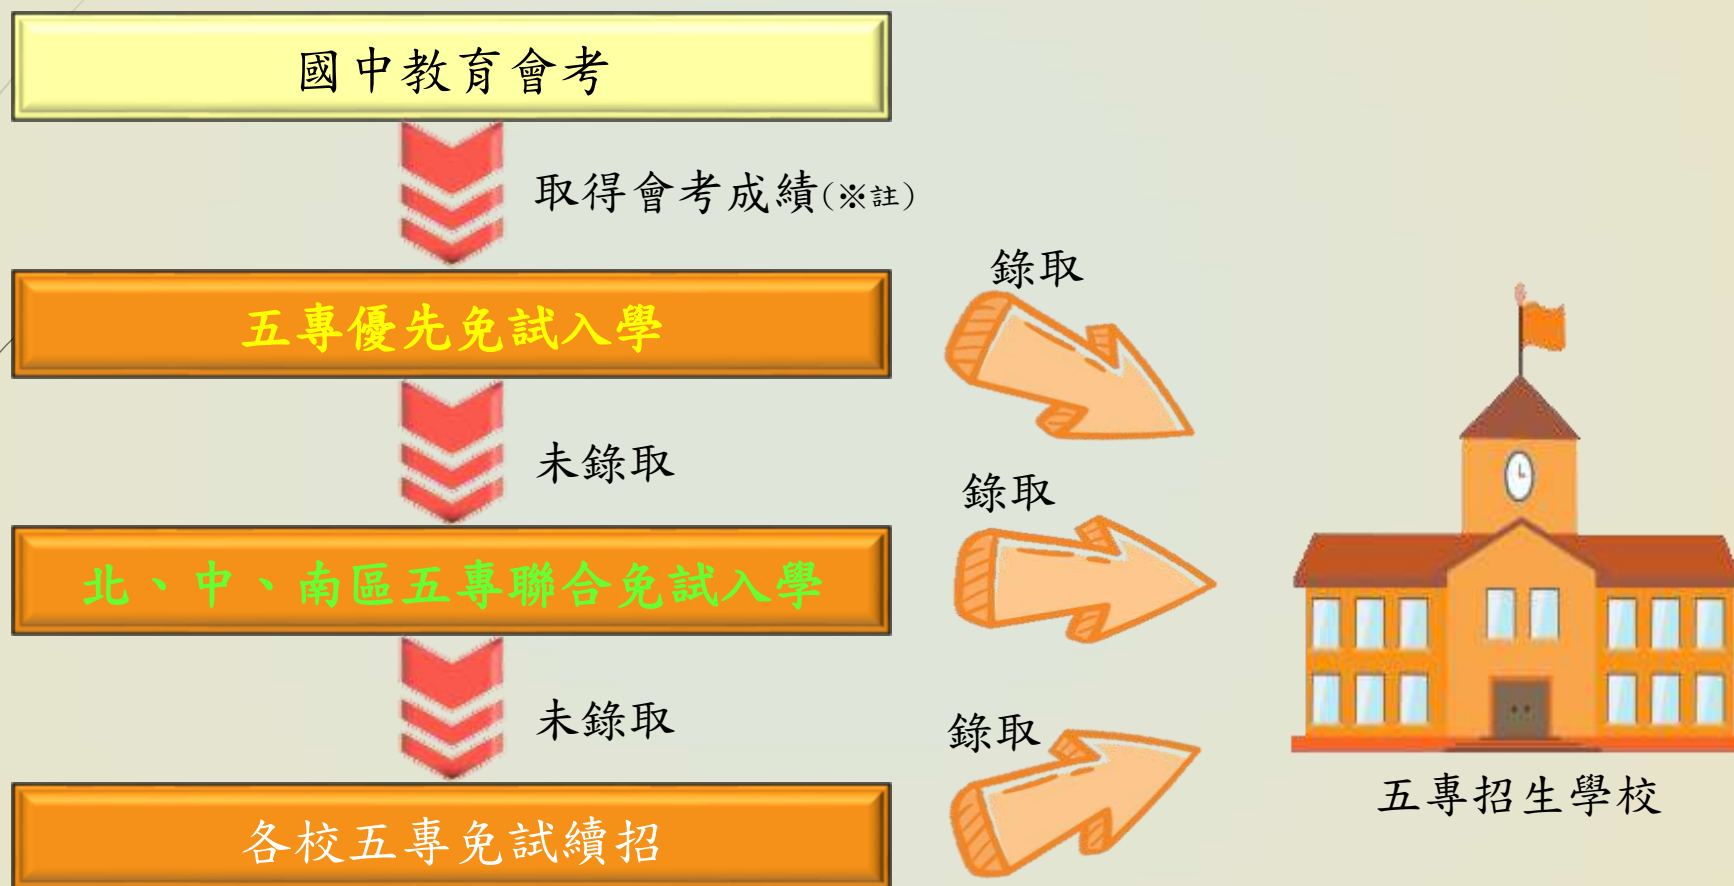 國中教育會考
取得會考成績(※註)
錄取
五專優先免試入學
未錄取
錄取
北、中、南區五專聯合免試入學
未錄取
錄取
五專招生學校
各校五專免試續招